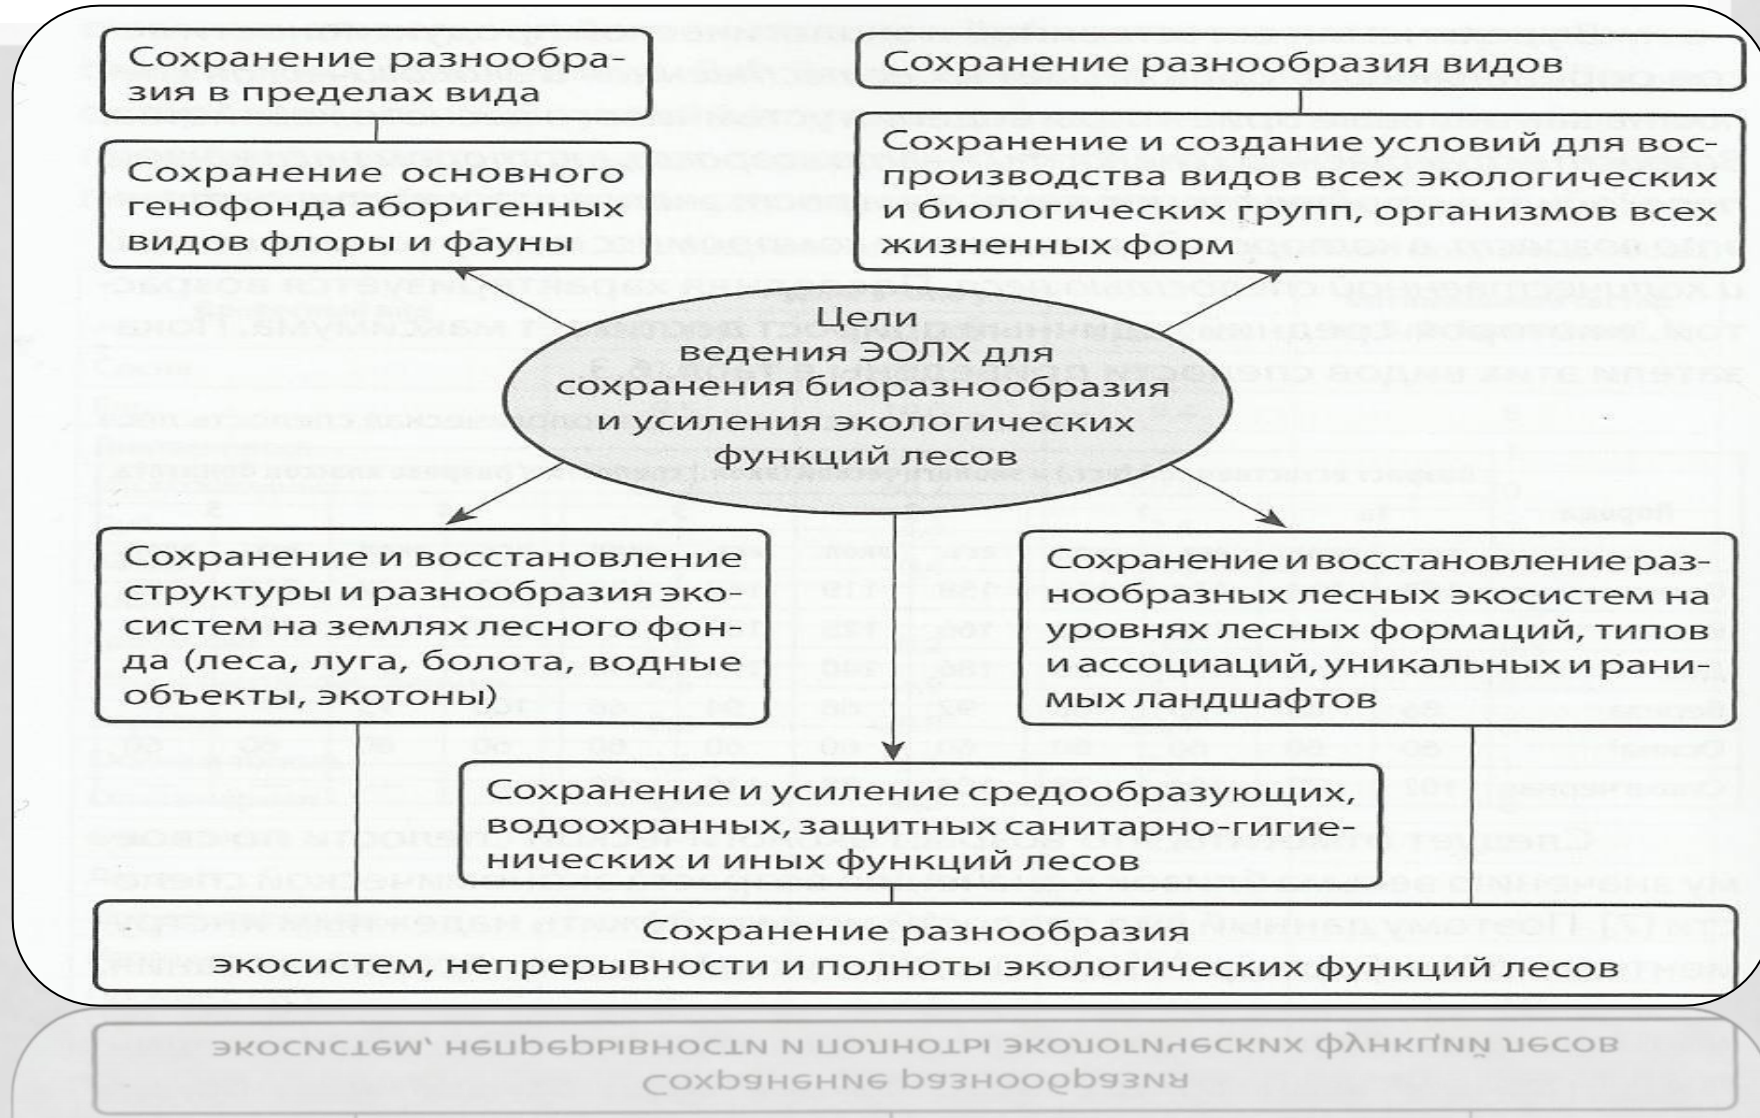 Сохранение разнообра-
зия в пределах вида
Сохранение разнообразия видов
Сохранение основного
генофонда аборигенных
видов флоры и фауны
Сохранение и создание условий для вос-
производства видов всех экологических
и биологических групп, организмов всех
жизненных форм
Цели
ведения ЭОЛХ для
сохранения биоразнообразия
и усиления экологических
функций лесов
Сохранение и восстановление
структуры и разнообразия эко-
систем на землях лесного фон-
да (леса, луга, болота, водные
объекты, экотоны)
Сохранение и восстановление раз-
нообразных лесных экосистем на
уровнях лесных формаций, типов
и ассоциаций, уникальных и рани-
мых ландшафтов
Сохранение и усиление средообразующих,
водоохранных, защитных санитарно-гигие-
нических и иных функций лесов
Сохранение разнообразия
экосистем, непрерывности и полноты экологических функций лесов